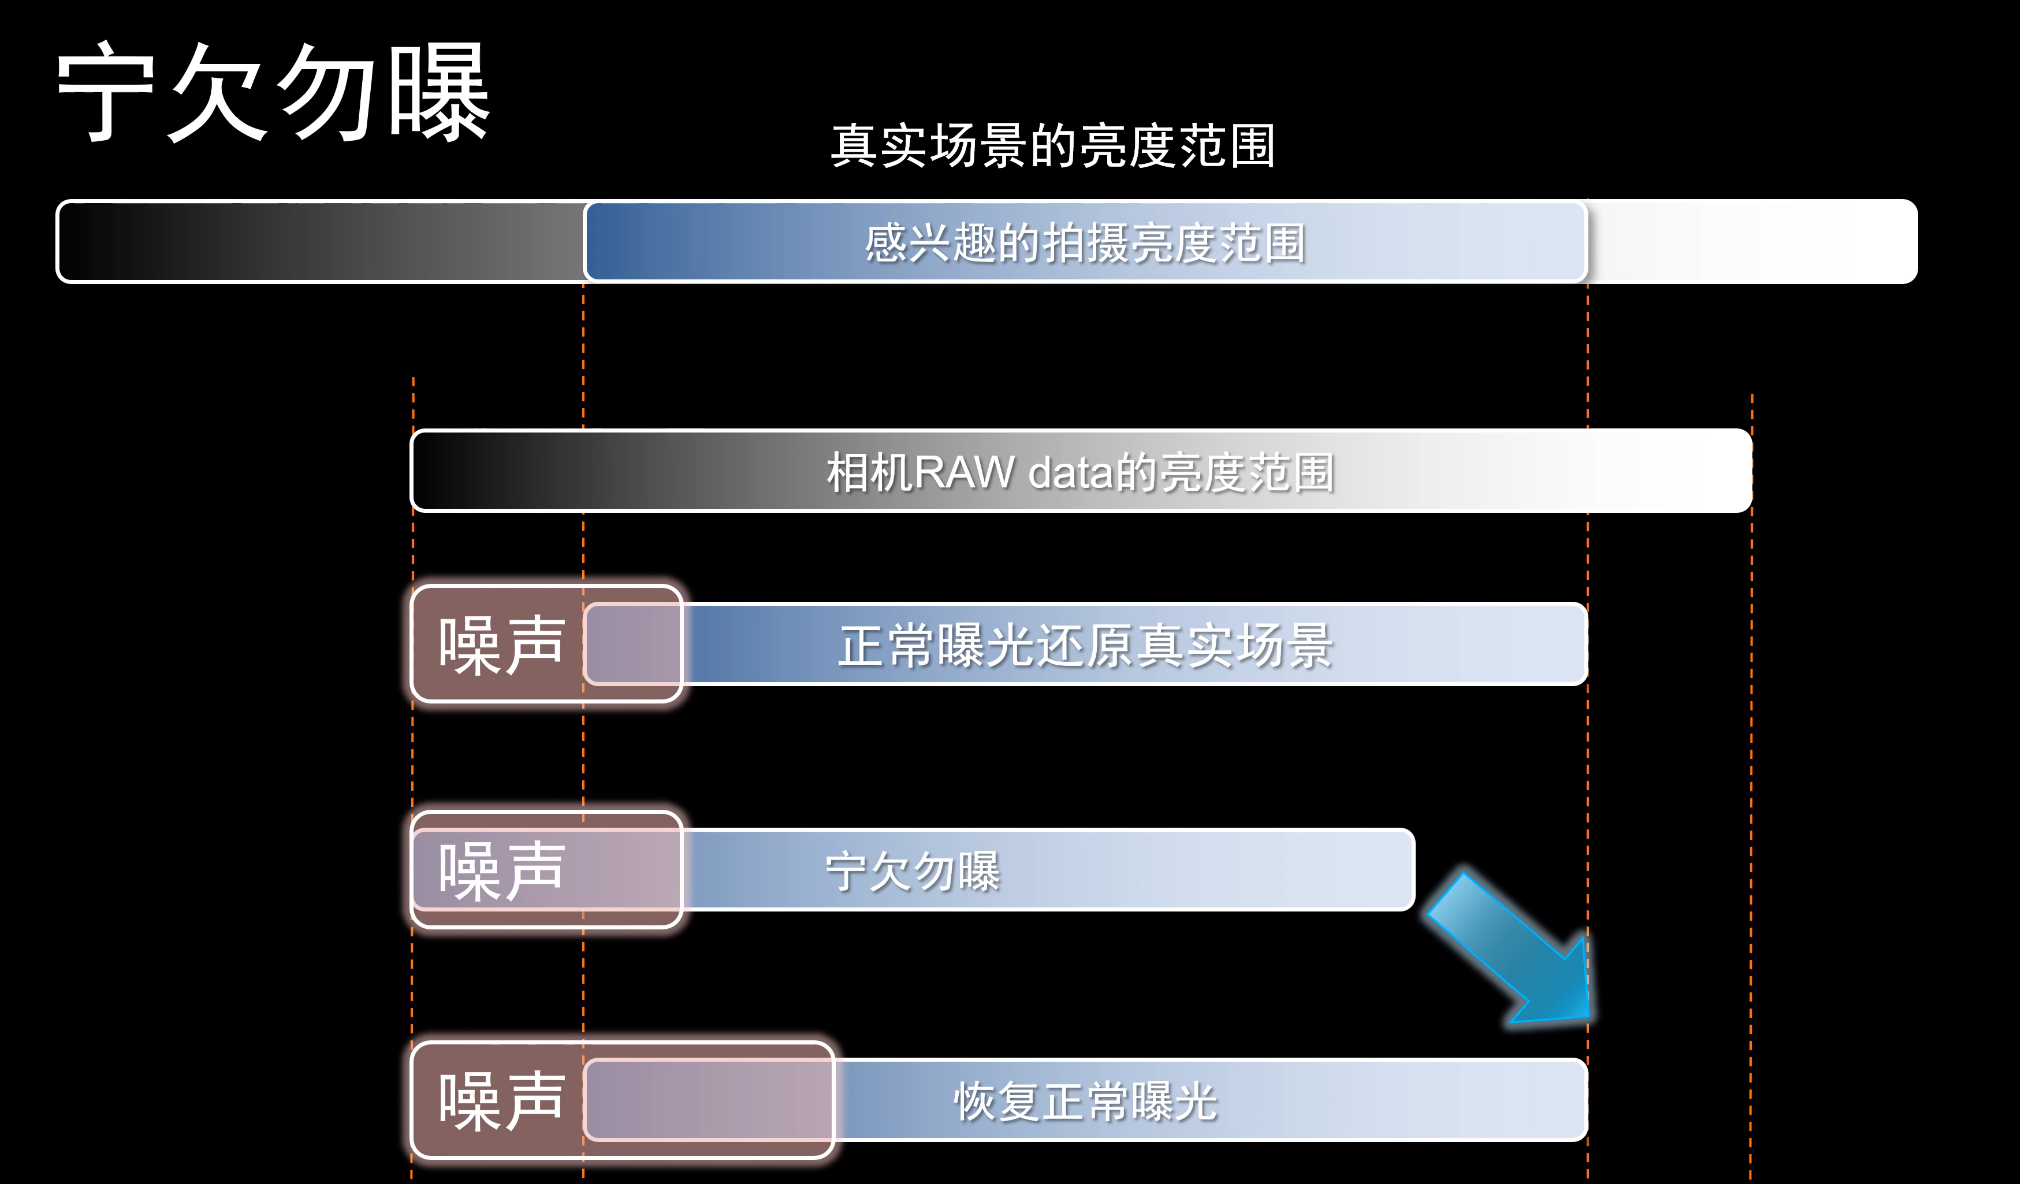 宁欠勿曝
真实场景的亮度范围
感兴趣的拍摄亮度范围
相机RAW data的亮度范围
噪声
正常曝光还原真实场景
噪声
宁欠勿曝
噪声
恢复正常曝光